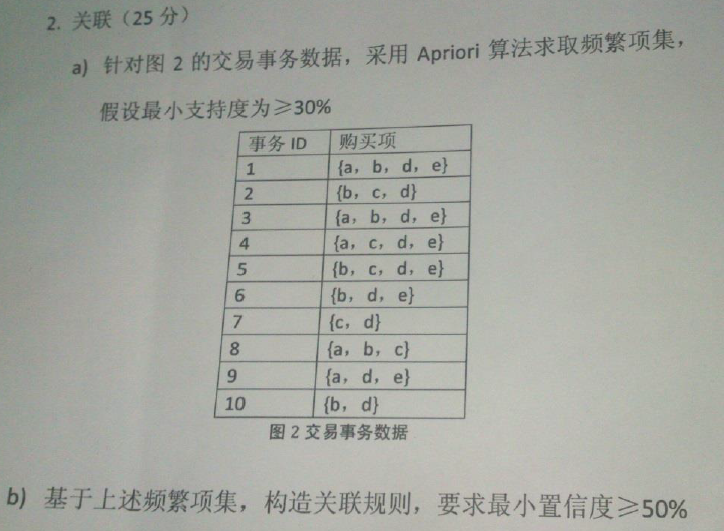 2. 关联（25 分）
a) 针对图 2 的交易事务数据，采用 Apriori 算法求取频繁项集，
假设最小支持度为≥30%
事务 ID 购买项
1 {a，b，d，e}
2 {b，c，d}
3 {a，b，d，e}
4 {a，c，d，e}
5 {b，c，d，e}
6 {b，d，e}
7 {c，d}
8 {a，b，c}
9 {a，d，e}
10 {b，d}
图 2 交易事务数据
b) 基于上述频繁项集，构造关联规则，要求最小置信度≥50%